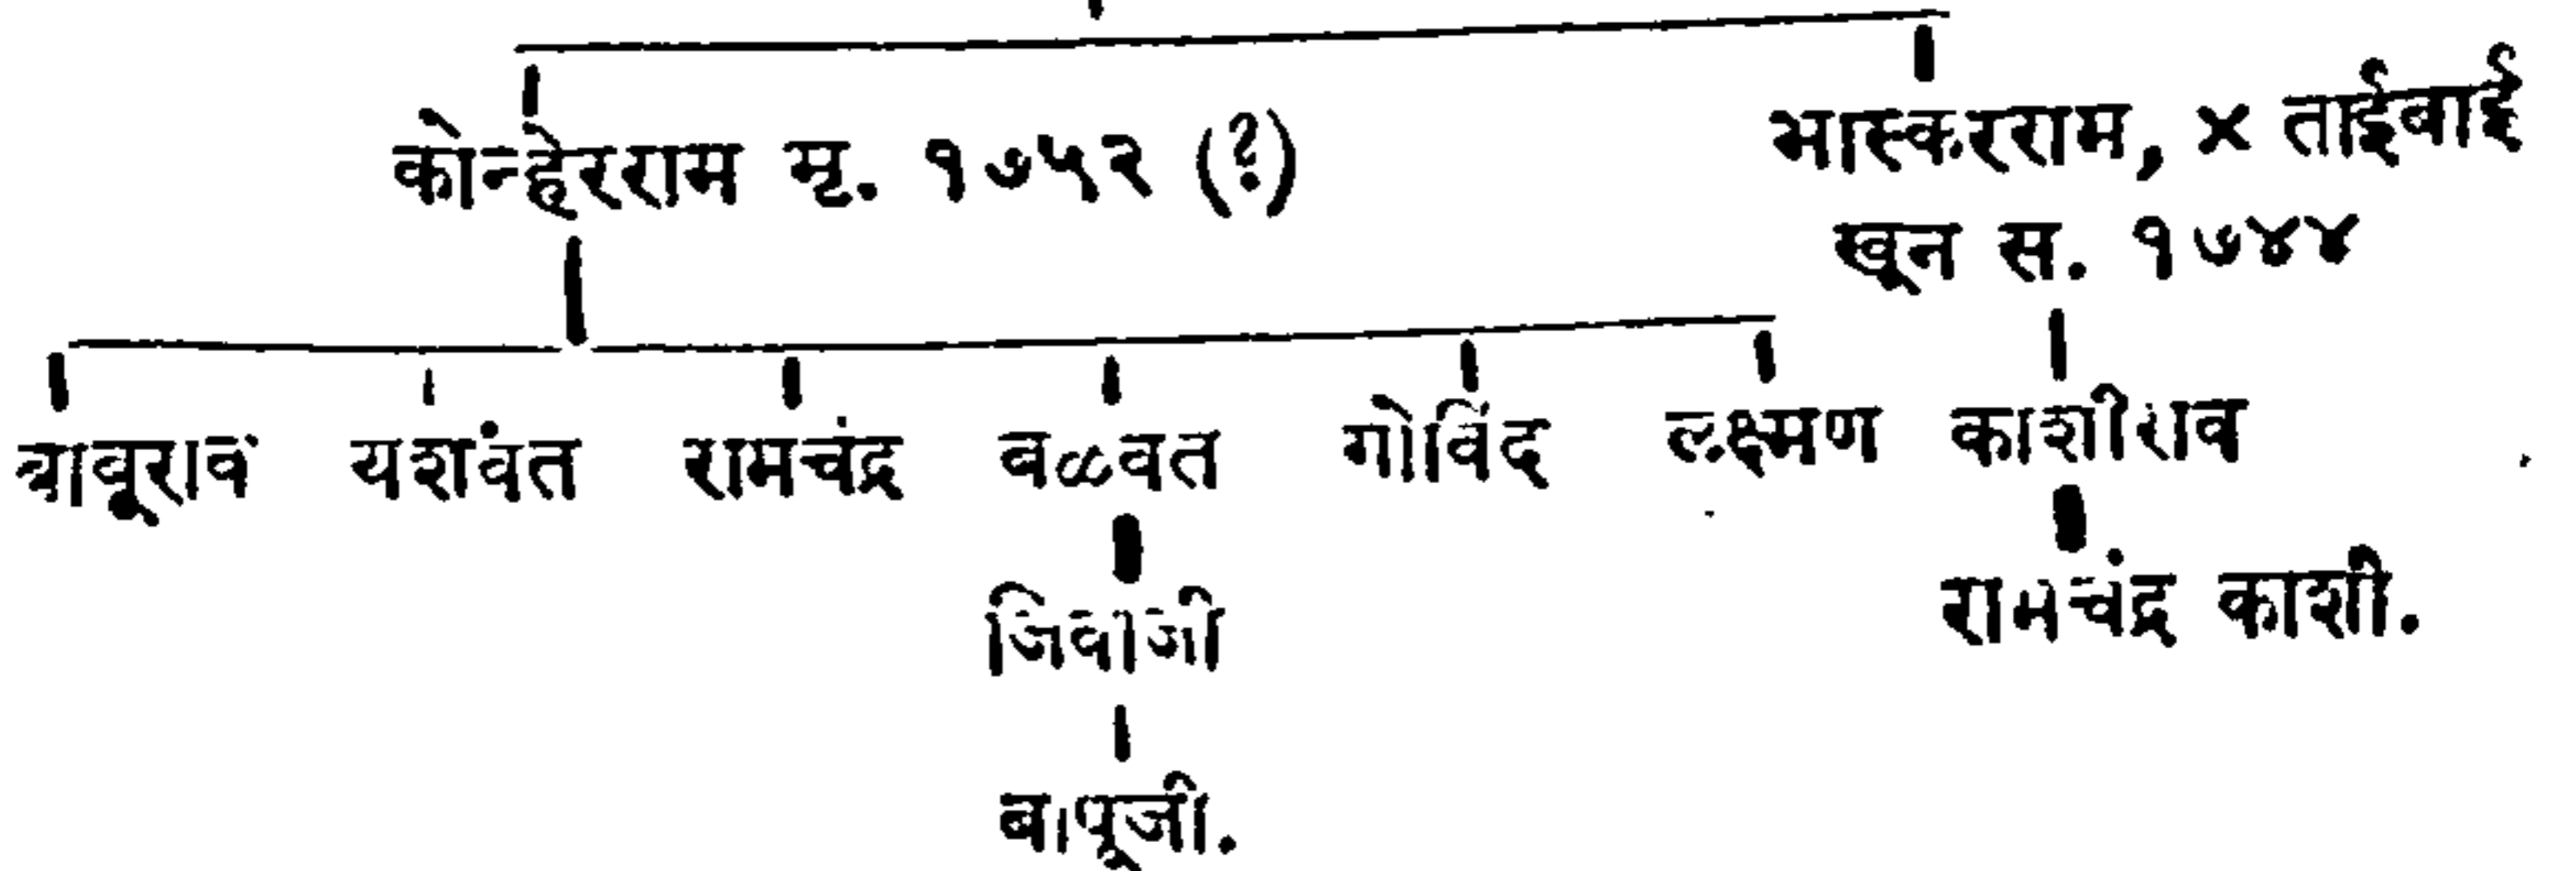 कोन्हेरराम मृ. १७५२ (?)
भास्करराम, × ताईबाई
खून स. १७४४
बाबूराव यशवंत रामचंद्र बळवत गोविंद लक्ष्मण काशीराव
जिवाजी
रामचंद्र काशी.
बापूजी.